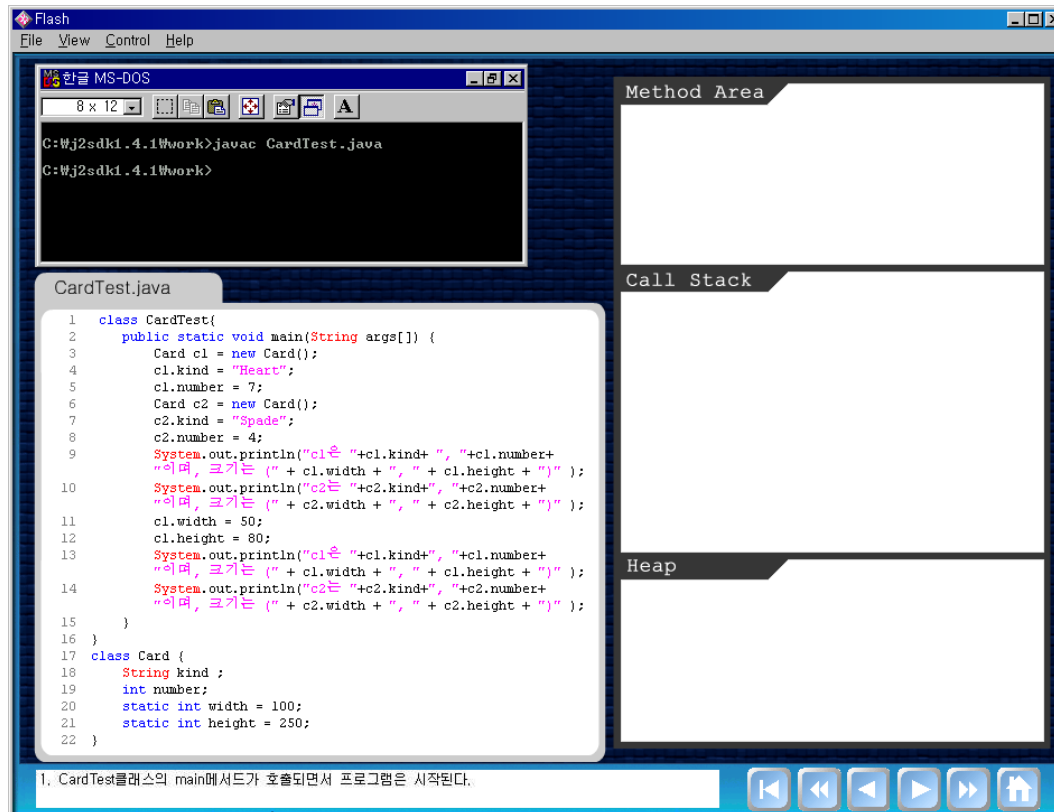 Flash
File View Control Help
한글 MS-DOS
8 x 12
A
C:₩j2sdk1.4.1₩work>javac CardTest.java
C:₩j2sdk1.4.1₩work>
CardTest.java
1 class CardTest{
2 public static void main(String args[]) {
3 Card c1 = new Card();
4 c1.kind = "Heart";
5 c1.number = 7;
6 Card c2 = new Card();
7 c2.kind = "Spade";
8 c2.number = 4;
9 System.out.println("c1은 "+c1.kind+ ", "+c1.number+
"이며, 크기는 (" + c1.width + ", " + c1.height + ")" );
10 System.out.println("c2는 "+c2.kind+", "+c2.number+
"이며, 크기는 (" + c2.width + ", " + c2.height + ")" );
11 c1.width = 50;
12 c1.height = 80;
13 System.out.println("c1은 "+c1.kind+", "+c1.number+
"이며, 크기는 (" + c1.width + ", " + c1.height + ")" );
14 System.out.println("c2는 "+c2.kind+", "+c2.number+
"이며, 크기는 (" + c2.width + ", " + c2.height + ")" );
15 }
16 }
17 class Card {
18 String kind ;
19 int number;
20 static int width = 100;
21 static int height = 250;
22 }
Method Area
Call Stack
Heap
1. CardTest클래스의 main메서드가 호출되면서 프로그램은 시작된다.